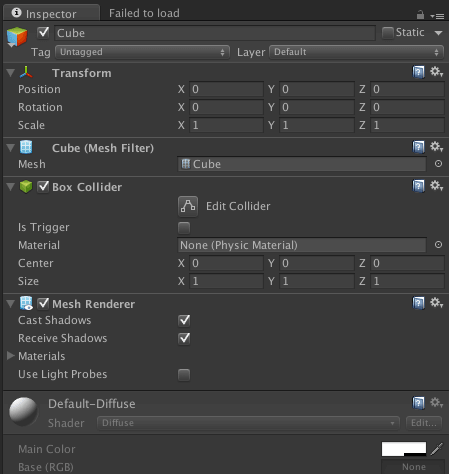 Inspector Failed to load
Cube Static
Tag Untagged Layer Default
Transform
Position X 0 Y 0 Z 0
Rotation X 0 Y 0 Z 0
Scale X 1 Y 1 Z 1
Cube (Mesh Filter)
Mesh Cube
Box Collider
Edit Collider
Is Trigger
Material None (Physic Material)
Center X 0 Y 0 Z 0
Size X 1 Y 1 Z 1
Mesh Renderer
Cast Shadows
Receive Shadows
Materials
Use Light Probes
Default-Diffuse
Shader Diffuse Edit...
Main Color
Base (RGB) None